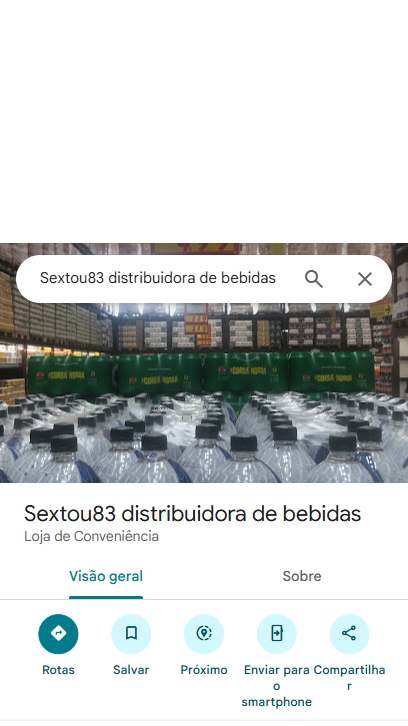 Sextou83 distribuidora de bebidas
Sextou83 distribuidora de bebidas
Loja de Conveniência
Visão geral
Sobre
Rotas
Salvar
Próximo
Enviar para
o
smartphone
Compartilha
r